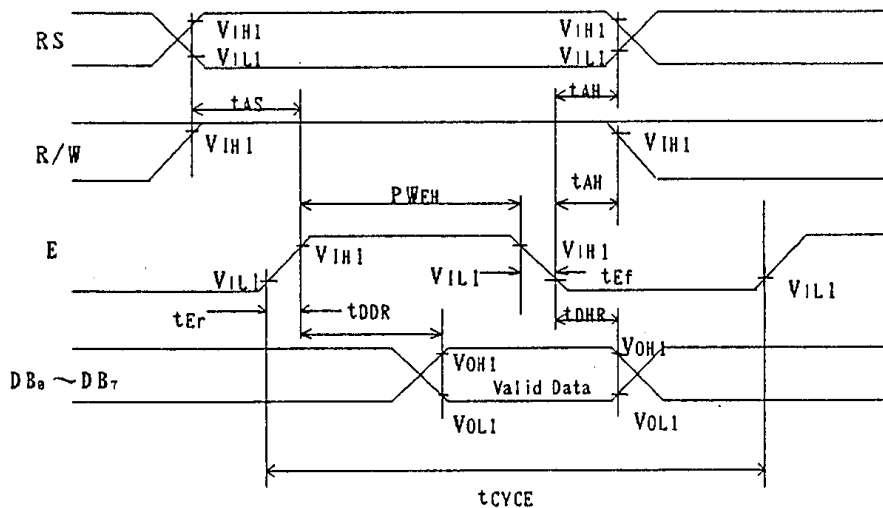 RS VIH1 VIH1
VIL1 VIL1
tAS tAH
R/W VIH1 VIH1
PWEH tAH
E VIH1 VIH1
VIL1 VIL1 tEf VIL1
tEr tDDR tDHR
DB₀ ~ DB₇ VOH1 VOH1
Valid Data
VOL1 VOL1
tCYCE